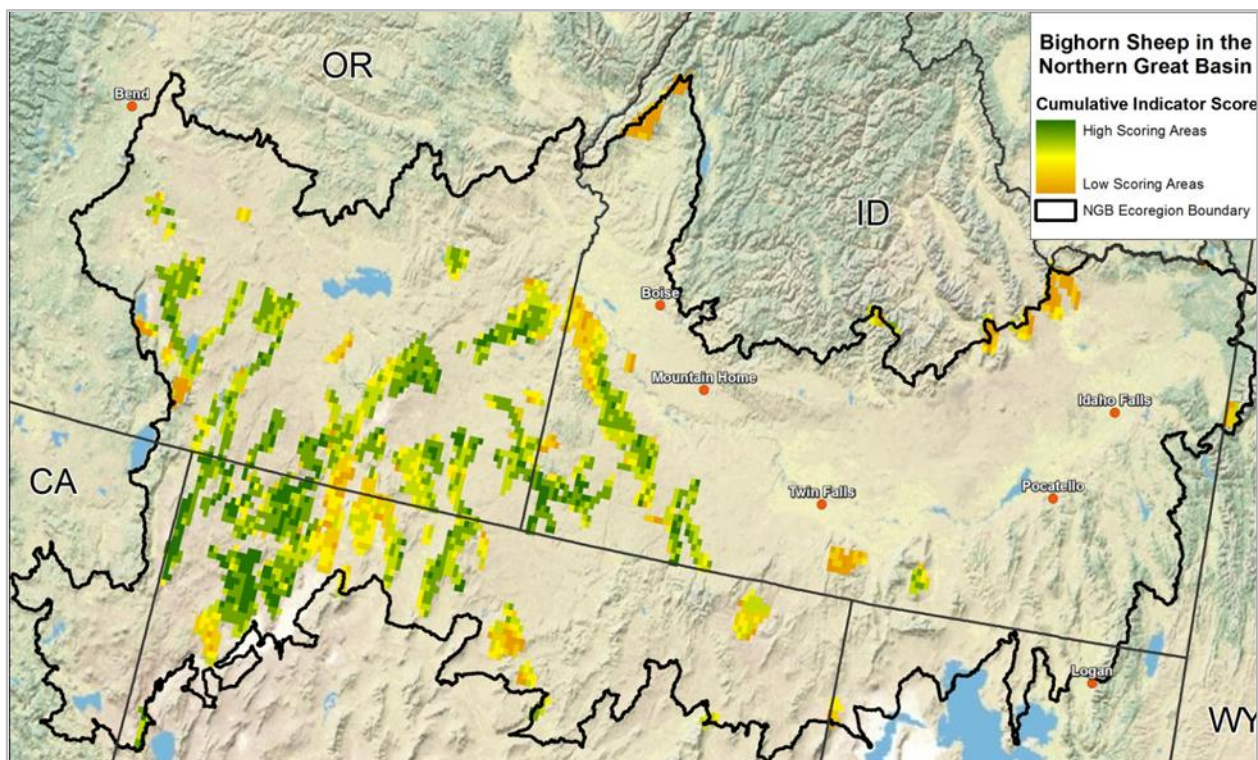 Bighorn Sheep in the
Northern Great Basin
Cumulative Indicator Score
High Scoring Areas
Low Scoring Areas
NGB Ecoregion Boundary
OR
Bend
ID
Boise
Mountain Home
Idaho Falls
CA
Twin Falls
Pocatello
Logan
WY